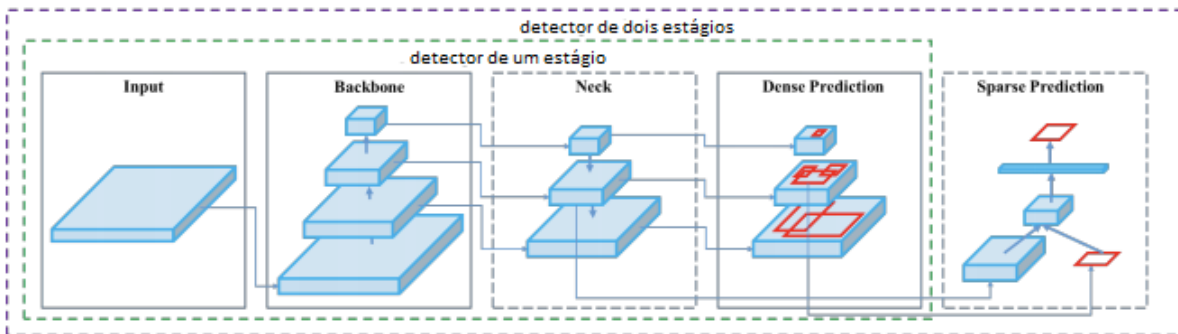 detector de dois estágios
detector de um estágio
Input
Backbone
Neck
Dense Prediction
Sparse Prediction